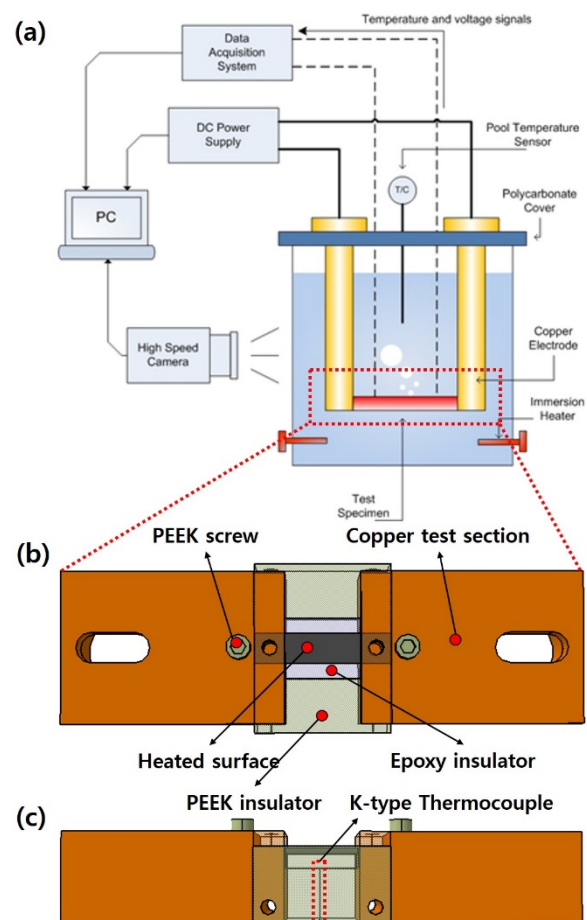 (a)
Temperature and voltage signals
Data
Acquisition
System
DC Power
Supply
Pool Temperature
Sensor
T/C
Polycarbonate
Cover
PC
High Speed
Camera
Copper
Electrode
Immersion
Heater
Test
Specimen
(b)
PEEK screw
Copper test section
Heated surface
Epoxy insulator
PEEK insulator
K-type Thermocouple
(c)